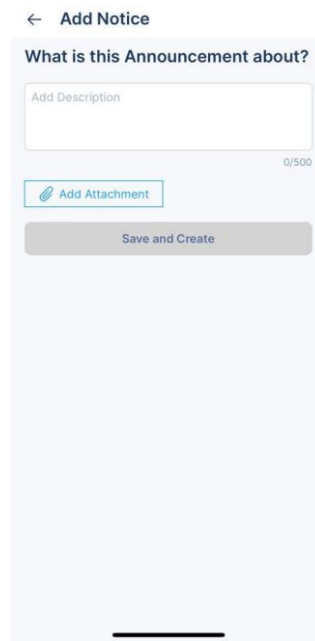 Add Notice
What is this Announcement about?
Add Description
0/500
Add Attachment
Save and Create